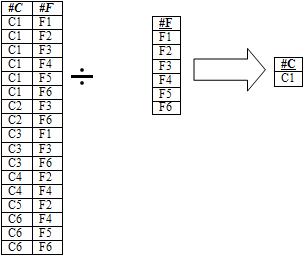 #C #F
C1 F1
C1 F2
C1 F3
C1 F4
C1 F5
C1 F6
C2 F3
C2 F6
C3 F1
C3 F3
C3 F6
C4 F2
C4 F4
C5 F2
C6 F4
C6 F5
C6 F6
÷
#F
F1
F2
F3
F4
F5
F6
#C
C1